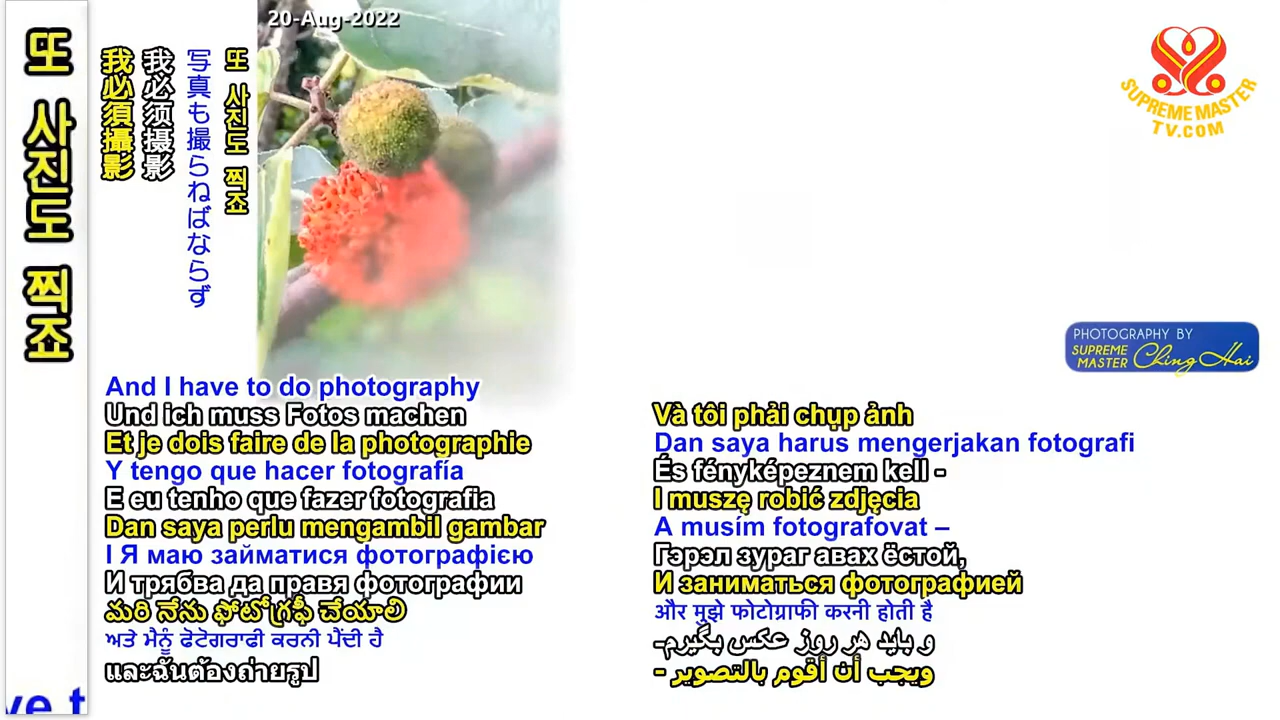 또 사진도 찍죠
20-Aug-2022
我必須攝影
我必须摄影
写真も撮らねばならず
또 사진도 찍죠
SUPREME MASTER
TV.COM
PHOTOGRAPHY BY
SUPREME
MASTER Ching Hai
And I have to do photography
Und ich muss Fotos machen
Et je dois faire de la photographie
Y tengo que hacer fotografía
E eu tenho que fazer fotografia
Dan saya perlu mengambil gambar
І Я маю займатися фотографією
И трябва да правя фотографии
మరి నేను ఫోటోగ్రఫీ చేయాలి
ਅਤੇ ਮੈਨੂੰ ਫੋਟੋਗਰਾਫੀ ਕਰਨੀ ਪੈਂਦੀ ਹੈ
และฉันต้องถ่ายรูป
Và tôi phải chụp ảnh
Dan saya harus mengerjakan fotografi
És fényképeznem kell -
I muszę robić zdjęcia
A musím fotografovat –
Гэрэл зураг авах ёстой,
И заниматься фотографией
और मुझे फोटोग्राफी करनी होती है
و باید هر روز عکس بگیرم-
ويجب أن أقوم بالتصوير -
ve t